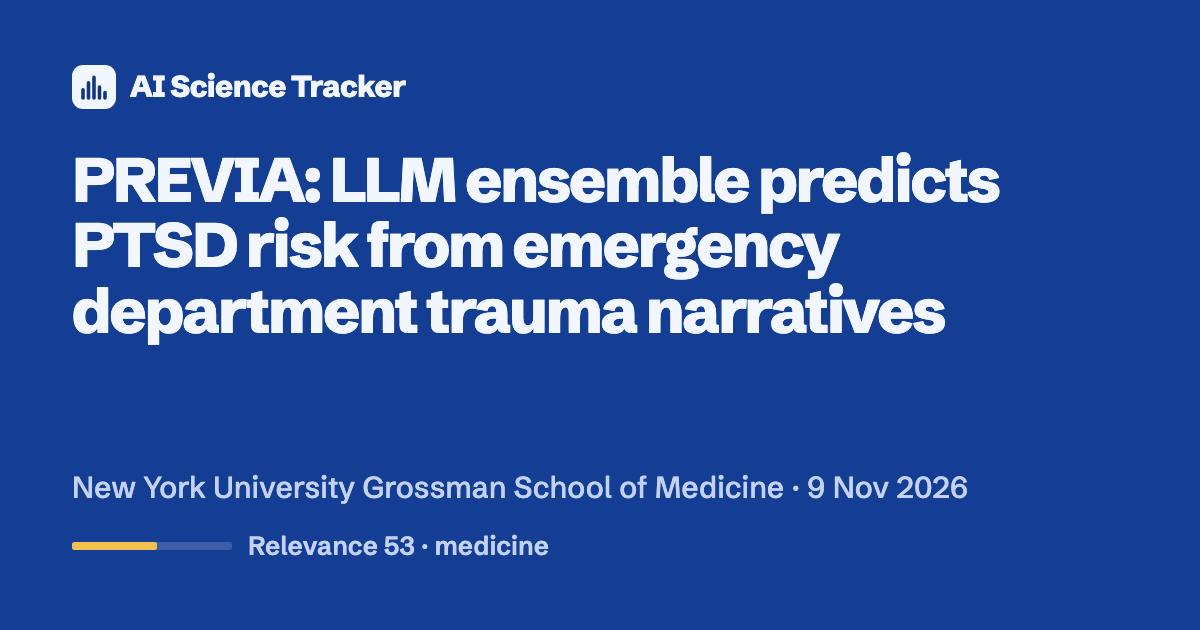 AI Science Tracker
PREVIA: LLM ensemble predicts
PTSD risk from emergency
department trauma narratives
New York University Grossman School of Medicine · 9 Nov 2026
Relevance 53 · medicine